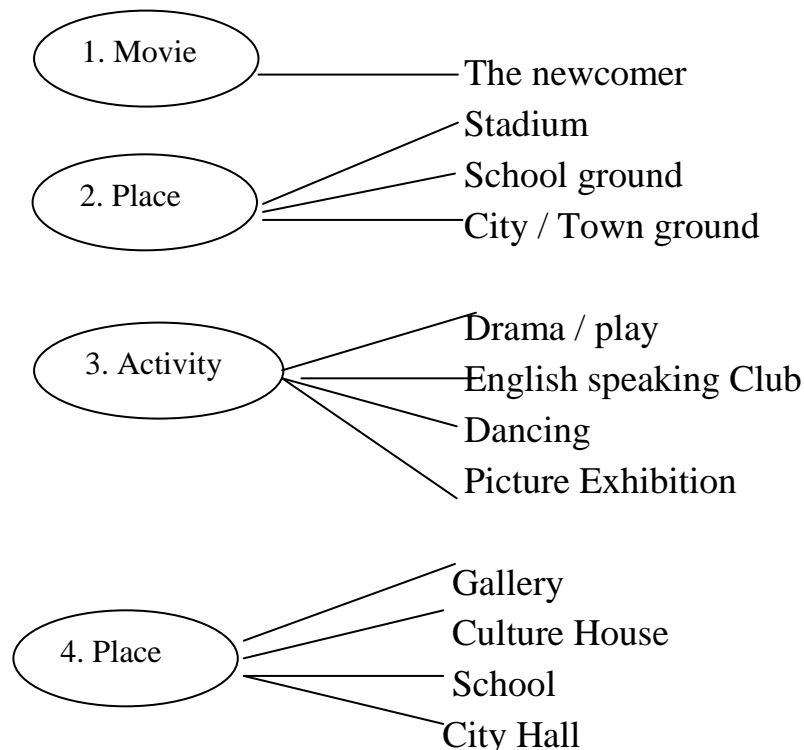 1. Movie
The newcomer
2. Place
Stadium
School ground
City / Town ground
3. Activity
Drama / play
English speaking Club
Dancing
Picture Exhibition
4. Place
Gallery
Culture House
School
City Hall